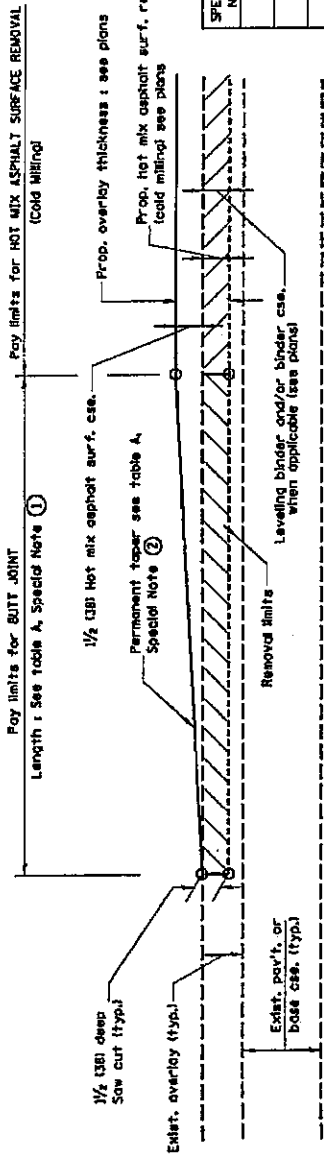 Pay limits for BUTT JOINT
Length : See table A, Special Note ①
Pay limits for HOT MIX ASPHALT SURFACE REMOVAL
(Cold Milling)
1½ (38) Hot mix asphalt surf. cse.
Permanent taper see table A,
Special Note ②
Prop. overlay thickness : see plans
Prop. hot mix asphalt surf.
(cold milling) see plans
1½ (38) deep
Saw cut (typ.)
Exist. overlay (typ.)
Exist. pav't. or
base cse. (typ.)
Removal limits
Leveling binder and/or binder cse.
when applicable (see plans)